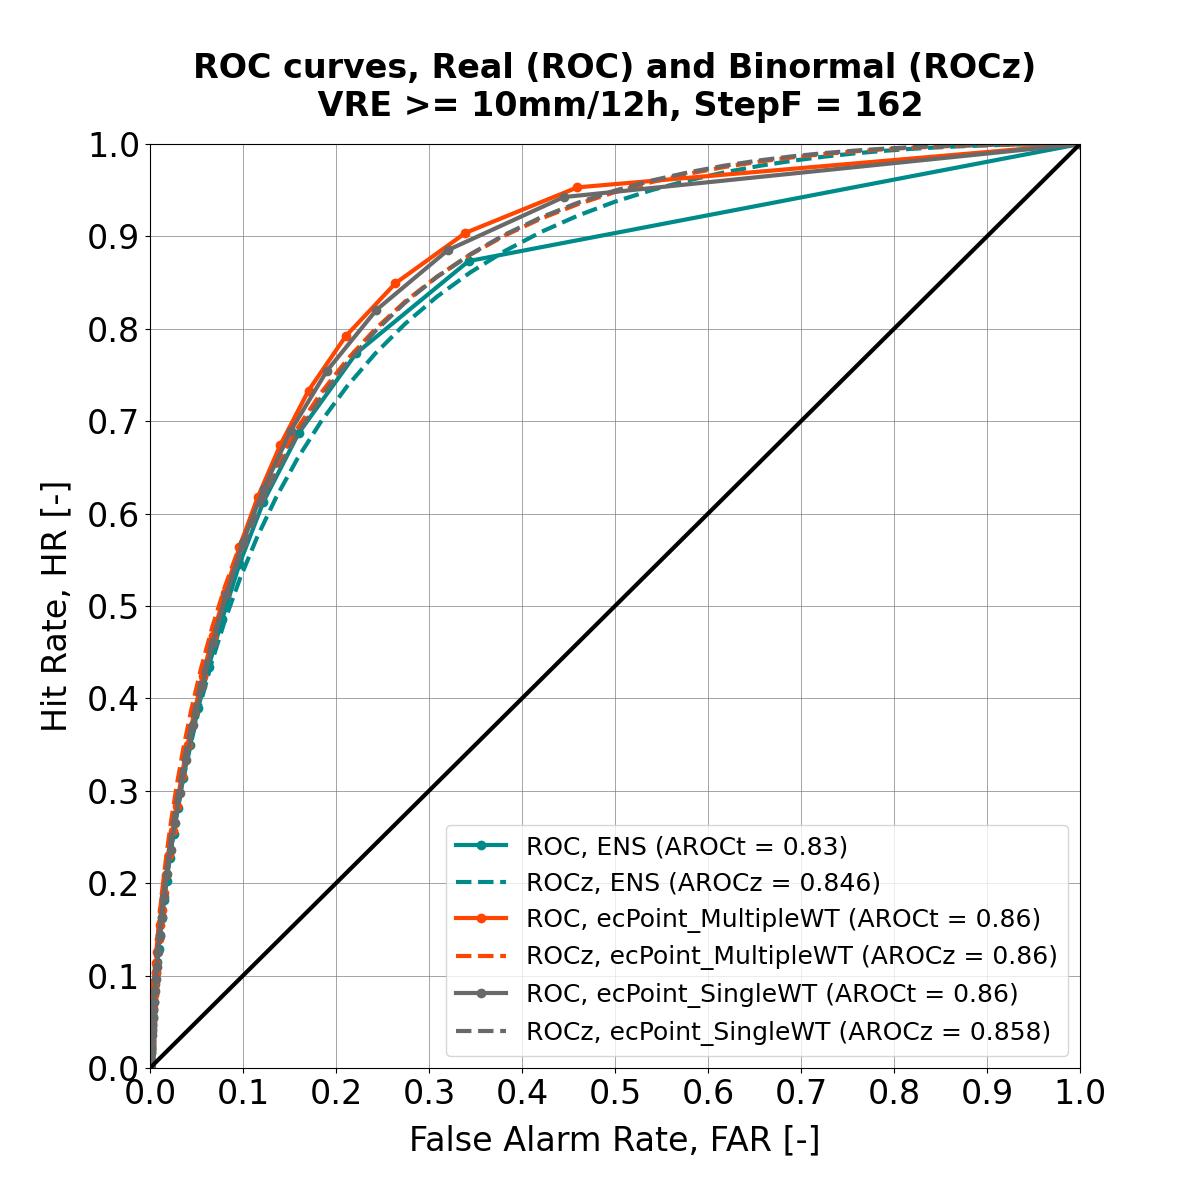 ROC curves, Real (ROC) and Binormal (ROCz)
VRE >= 10mm/12h, StepF = 162
1.0
0.9
0.8
0.7
0.6
0.5
0.4
0.3
0.2
0.1
0.0
Hit Rate, HR [-]
ROC, ENS (AROCt = 0.83)
ROCz, ENS (AROCz = 0.846)
ROC, ecPoint_MultipleWT (AROCt = 0.86)
ROCz, ecPoint_MultipleWT (AROCz = 0.86)
ROC, ecPoint_SingleWT (AROCt = 0.86)
ROCz, ecPoint_SingleWT (AROCz = 0.858)
0.0 0.1 0.2 0.3 0.4 0.5 0.6 0.7 0.8 0.9 1.0
False Alarm Rate, FAR [-]